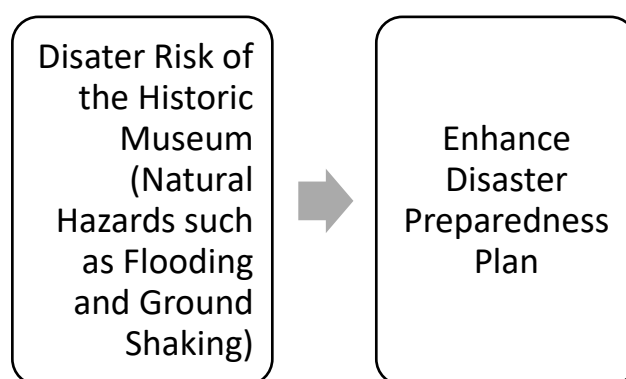 Disater Risk of
the Historic
Museum
(Natural
Hazards such
as Flooding
and Ground
Shaking)
Enhance
Disaster
Preparedness
Plan